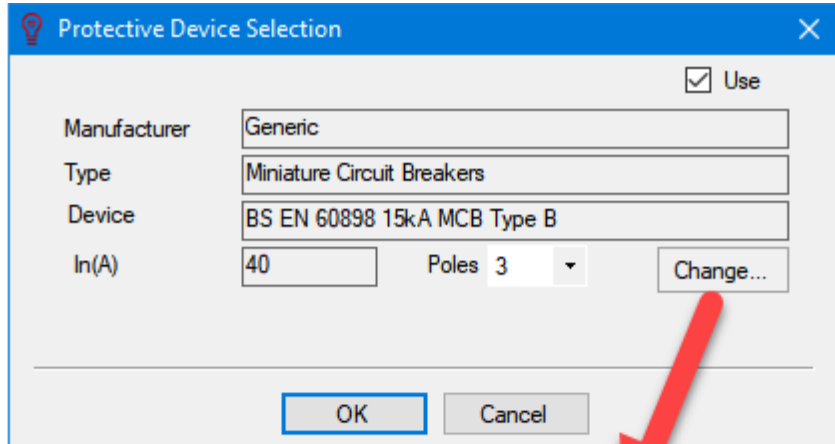 Protective Device Selection
Use
Manufacturer Generic
Type Miniature Circuit Breakers
Device BS EN 60898 15kA MCB Type B
In(A) 40 Poles 3 Change...
OK Cancel